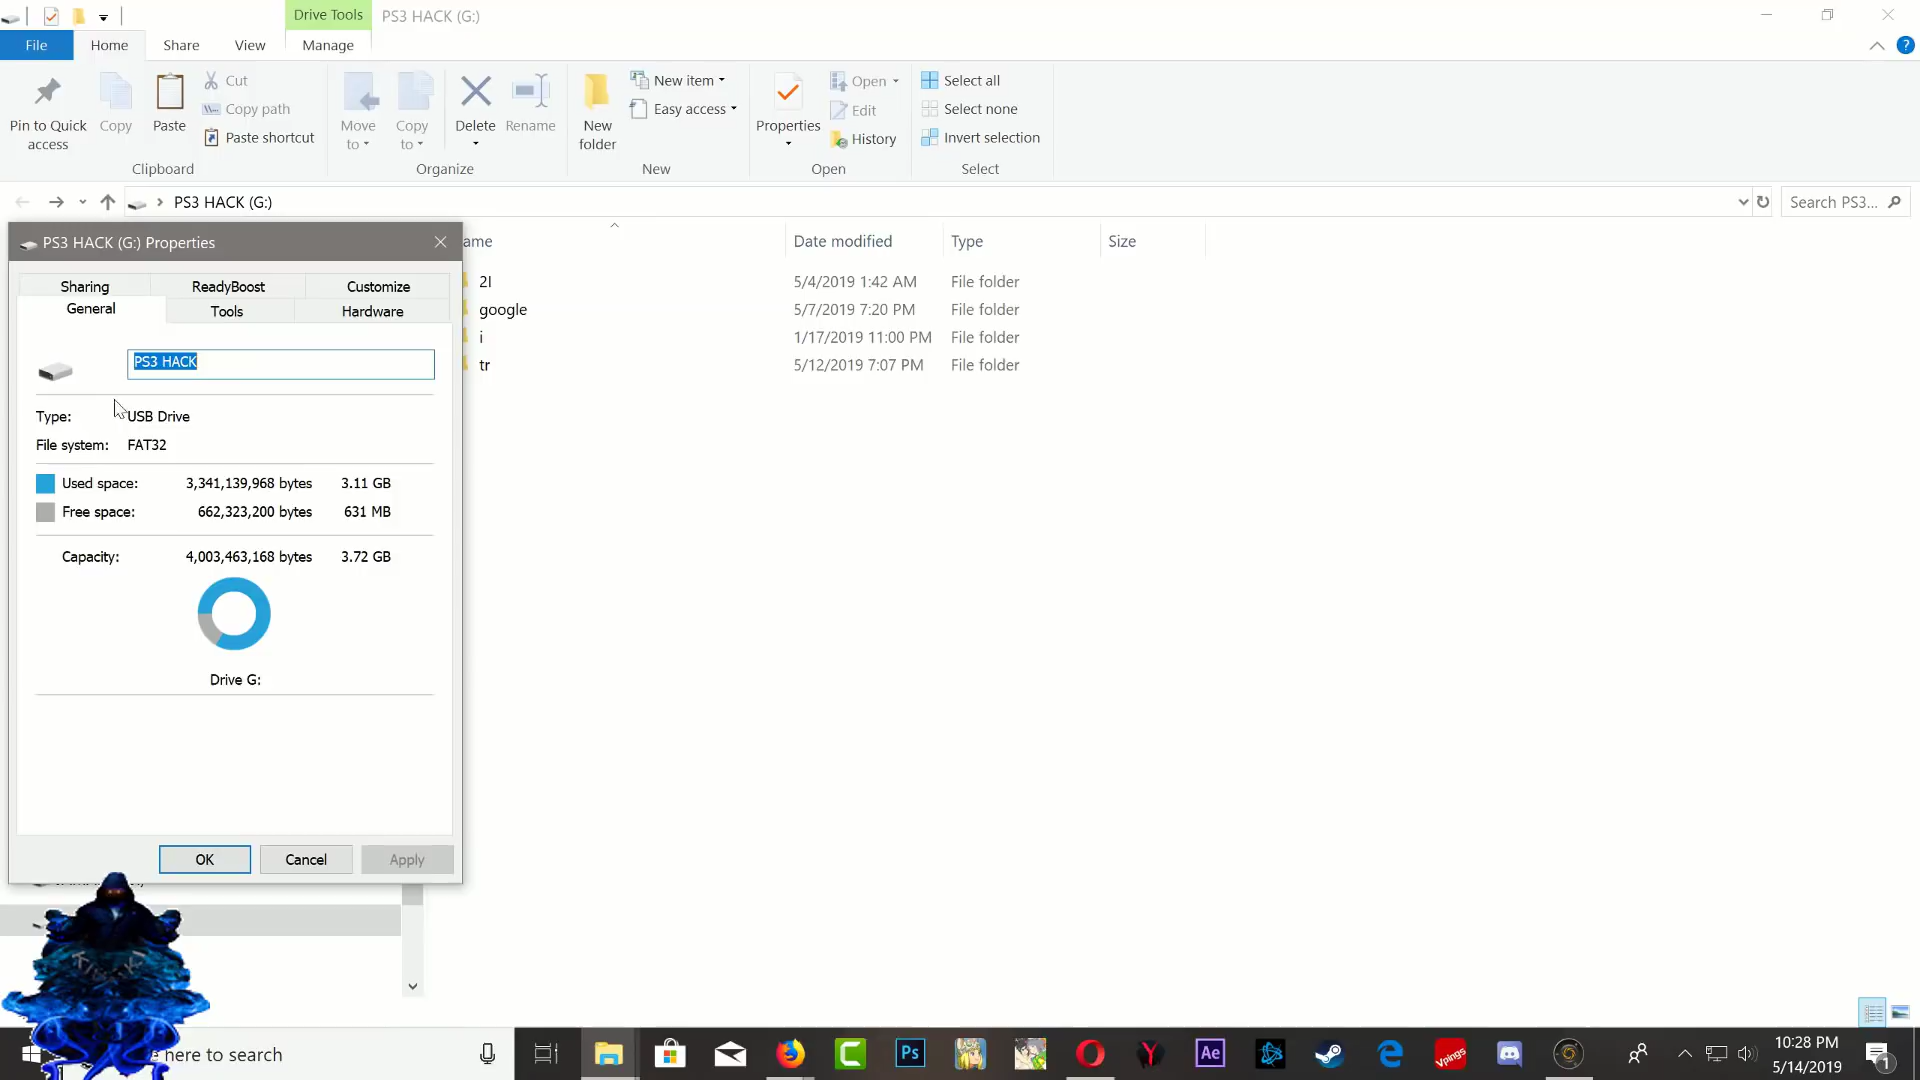 Drive Tools PS3 HACK (G:)
File Home Share View Manage
Pin to Quick access
Copy
Paste
Cut
Copy path
Paste shortcut
Clipboard
Move to
Copy to
Delete
Rename
Organize
New folder
New item
Easy access
New
Properties
Open
Edit
History
Open
Select all
Select none
Invert selection
Select
PS3 HACK (G:)
Search PS3...
PS3 HACK (G:) Properties
ame Date modified Type Size
2I 5/4/2019 1:42 AM File folder
google 5/7/2019 7:20 PM File folder
i 1/17/2019 11:00 PM File folder
tr 5/12/2019 7:07 PM File folder
Sharing ReadyBoost Customize
General Tools Hardware
PS3 HACK
Type: USB Drive
File system: FAT32
Used space: 3,341,139,968 bytes 3.11 GB
Free space: 662,323,200 bytes 631 MB
Capacity: 4,003,463,168 bytes 3.72 GB
Drive G:
OK Cancel Apply
here to search
Ps
Ae
Vpings
10:28 PM
5/14/2019
1